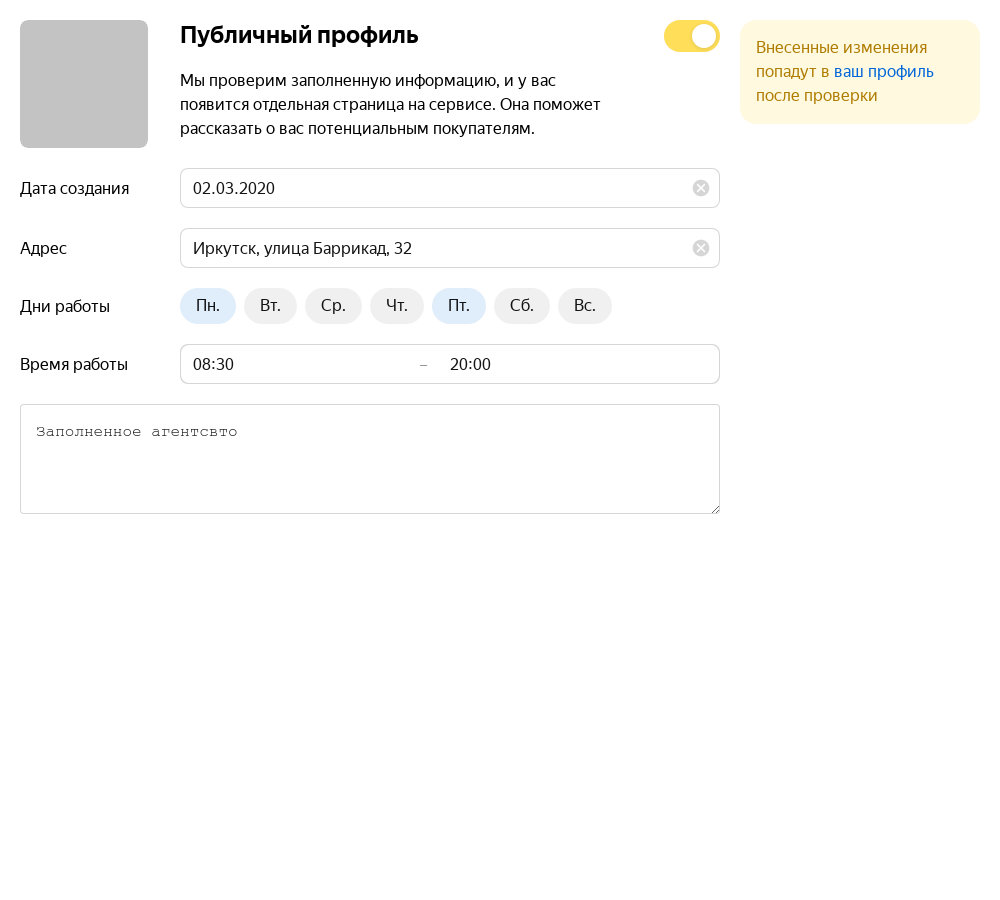 Публичный профиль
Мы проверим заполненную информацию, и у вас
появится отдельная страница на сервисе. Она поможет
рассказать о вас потенциальным покупателям.
Внесенные изменения
попадут в ваш профиль
после проверки
Дата создания 02.03.2020
Адрес Иркутск, улица Баррикад, 32
Дни работы Пн. Вт. Ср. Чт. Пт. Сб. Вс.
Время работы 08:30 – 20:00
Заполненное агентсвто